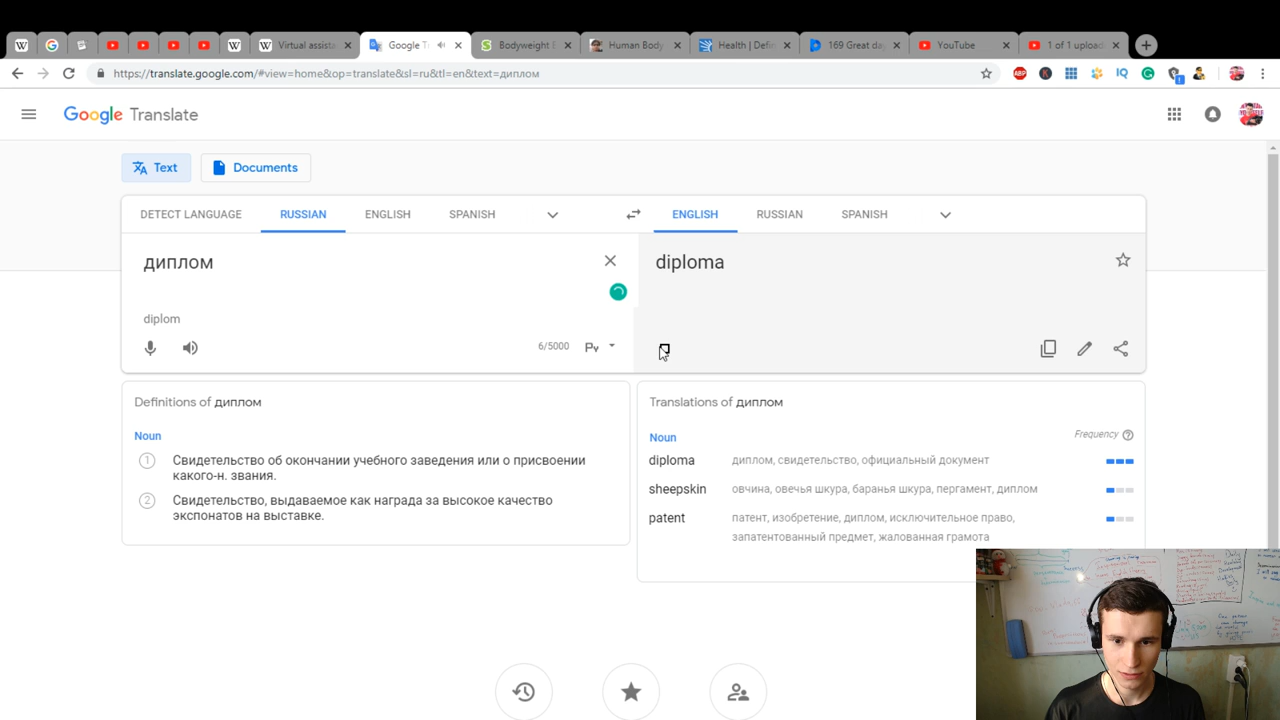 Virtual assista
Google Tr
Bodyweight E
Human Body
Health | Defin
169 Great day
YouTube
1 of 1 upload
https://translate.google.com/#view=home&op=translate&sl=ru&tl=en&text=диплом
ABP
IQ
Google Translate
Text
Documents
DETECT LANGUAGE RUSSIAN ENGLISH SPANISH
ENGLISH RUSSIAN SPANISH
диплом
diploma
diplom
6/5000
Definitions of диплом
Noun
1 Свидетельство об окончании учебного заведения или о присвоении
какого-н. звания.
2 Свидетельство, выдаваемое как награда за высокое качество
экспонатов на выставке.
Translations of диплом
Noun
Frequency
diploma диплом, свидетельство, официальный документ
sheepskin овчина, овечья шкура, баранья шкура, пергамент, диплом
patent патент, изобретение, диплом, исключительное право,
запатентованный предмет, жалованная грамота